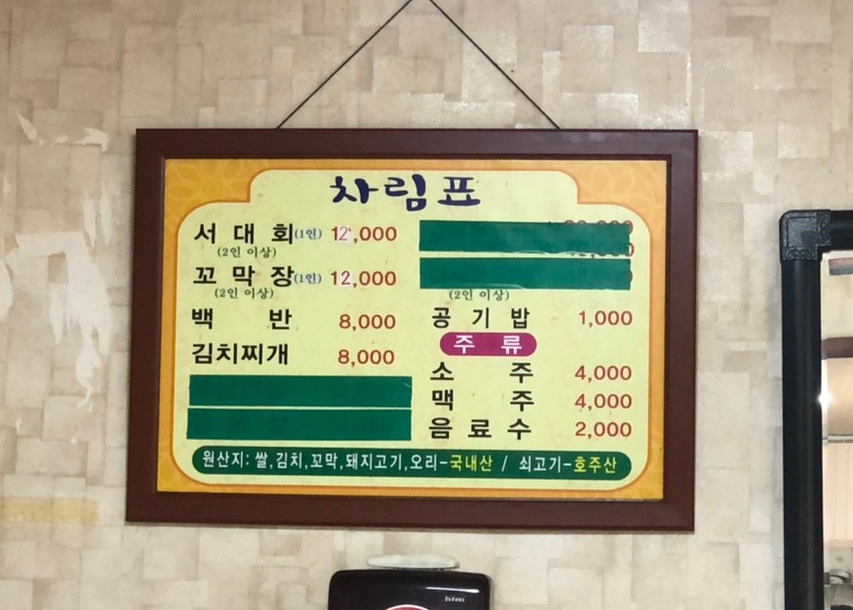 차림표
서대회(1인) 12,000
(2인 이상)
꼬막장(1인) 12,000
(2인 이상)
백반 8,000
김치찌개 8,000
(2인 이상)
공기밥 1,000
주류
소주 4,000
맥주 4,000
음료수 2,000
원산지: 쌀,김치,꼬막,돼지고기,오리-국내산 / 쇠고기-호주산